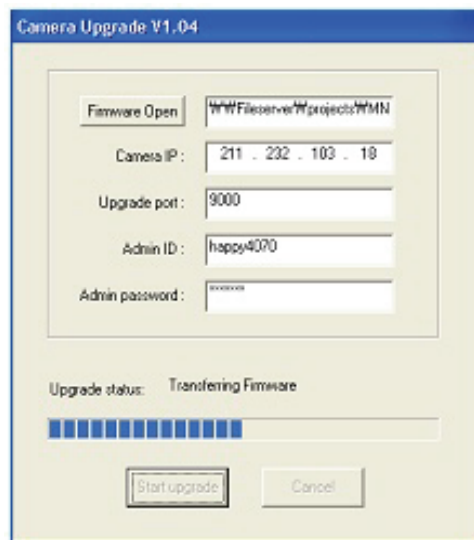 Camera Upgrade V1.04
Firmware Open ₩₩Fileserver₩projects₩MN
Camera IP : 211 . 232 . 103 . 18
Upgrade port : 9000
Admin ID : happy4070
Admin password :
Upgrade status: Transferring Firmware
Start upgrade Cancel